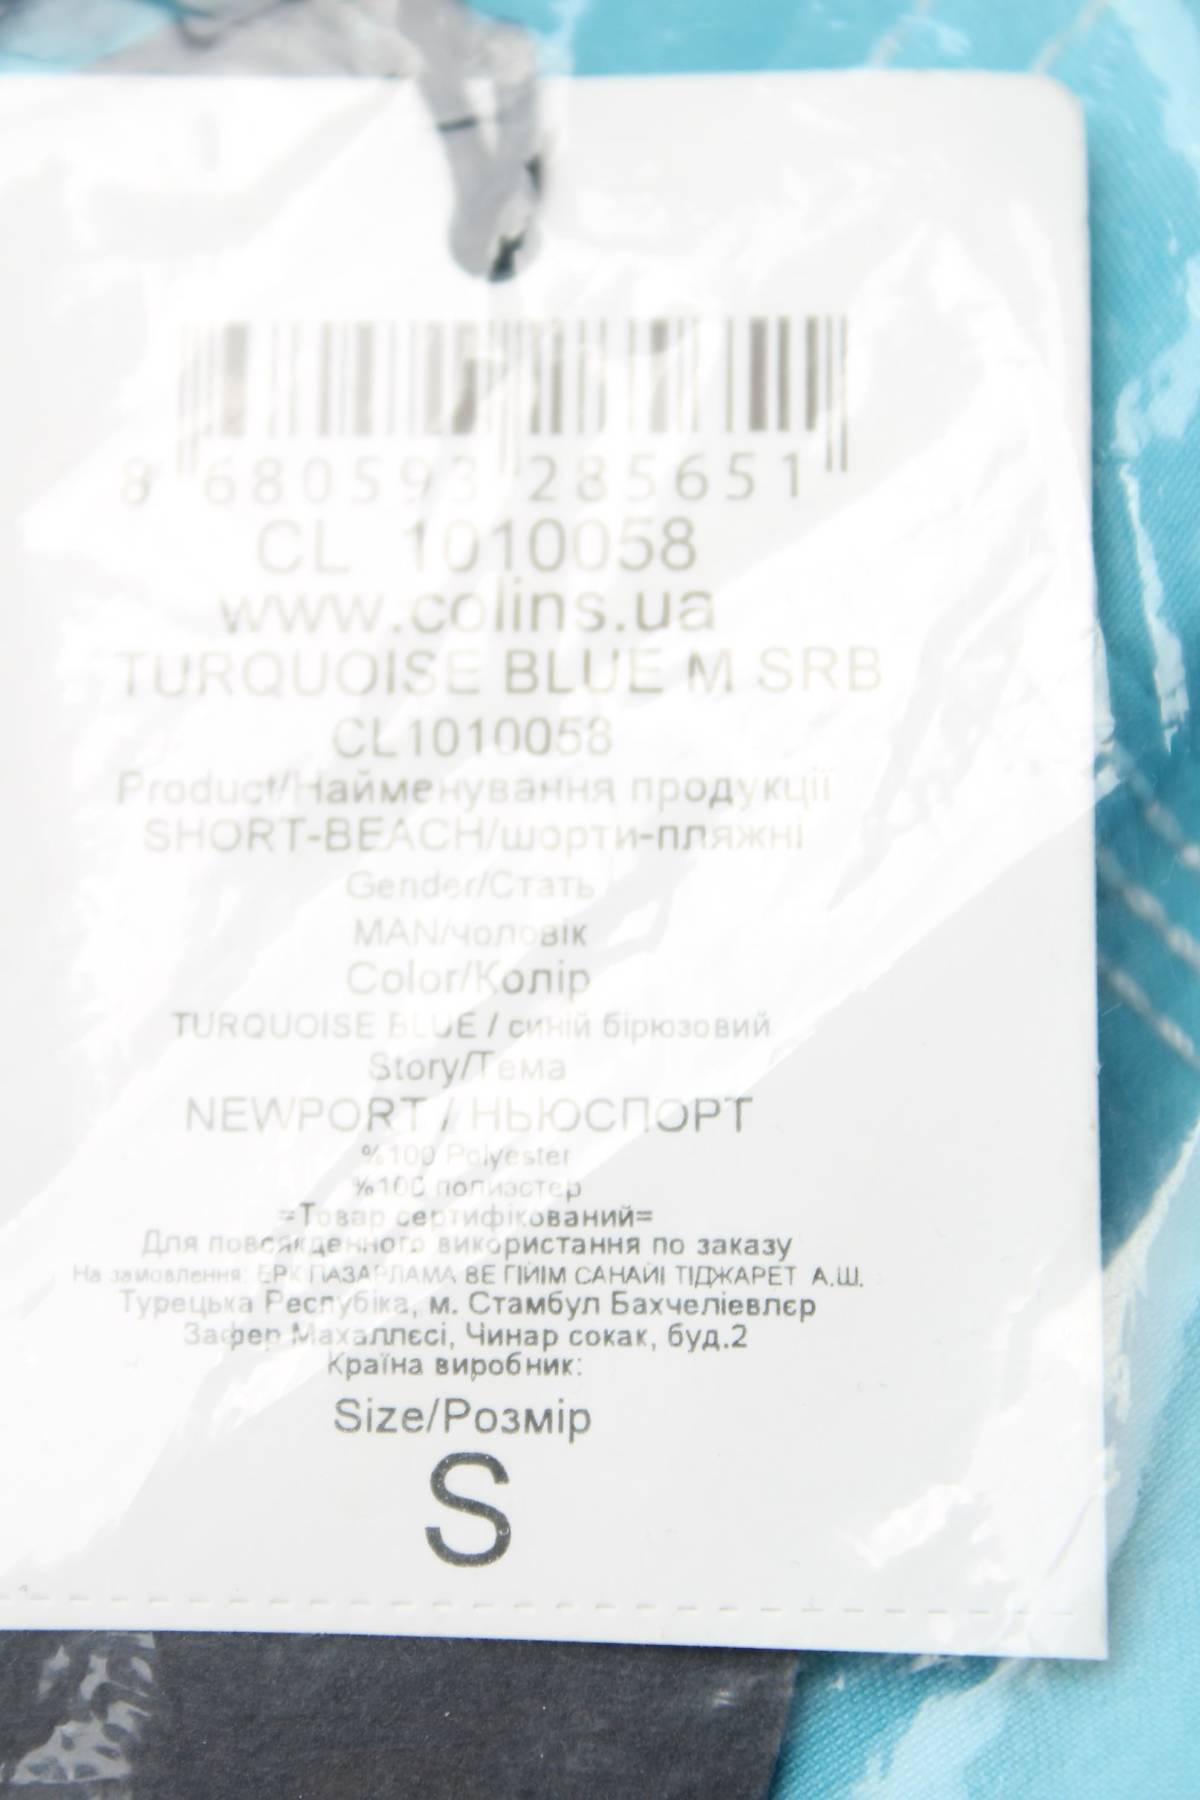 8 680593 285651
CL 1010058
www.colins.ua
TURQUOISE BLUE M SRB
CL1010058
Product/Найменування продукції
SHORT-BEACH/шорти-пляжні
Gender/Стать
MAN/чоловік
Color/Колір
TURQUOISE BLUE / синій бірюзовий
Story/Тема
NEWPORT / НЬЮСПОРТ
%100 Polyester
%100 полиэстер
=Товар сертифікований=
Для повсякденного використання по заказу
На замовлення: ЕРК ПАЗАРЛАМА ВЕ ГІЙІМ САНАЙІ ТІДЖАРЕТ А.Ш.
Турецька Республіка, м. Стамбул Бахчелієвлєр
Зафер Махаллєсі, Чинар сокак, буд.2
Країна виробник:
Size/Розмір
S